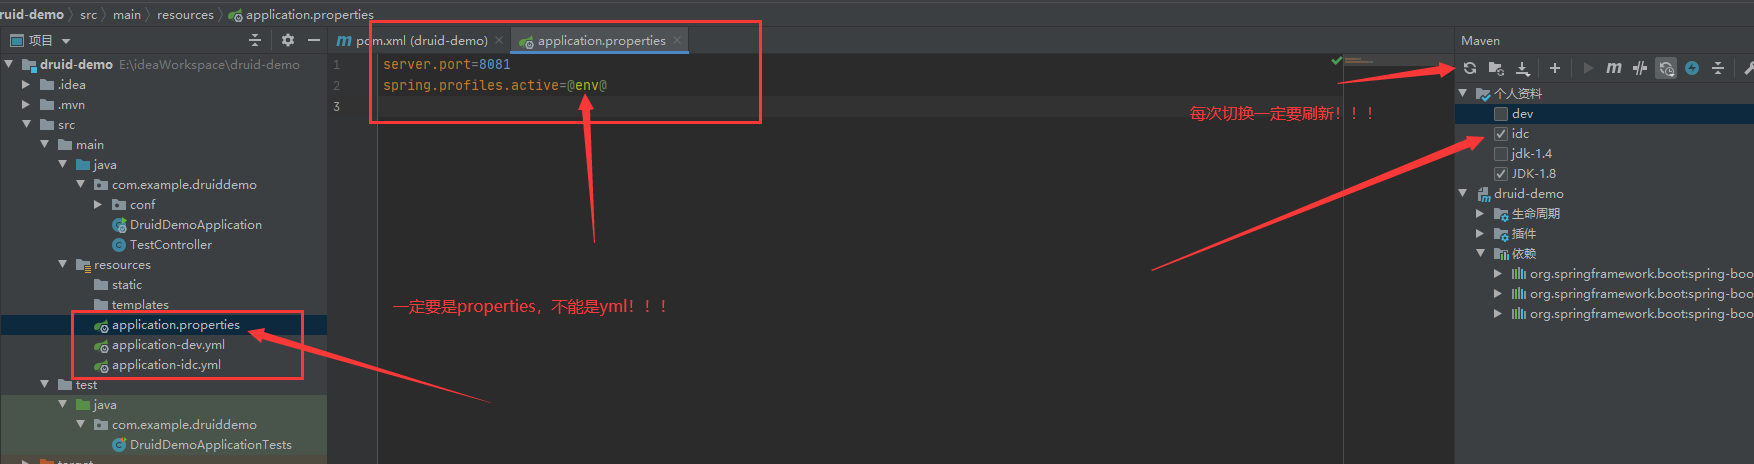 druid-demo > src > main > resources > application.properties
项目
pom.xml (druid-demo)
application.properties
Maven
druid-demo E:\ideaWorkspace\druid-demo
.idea
.mvn
src
main
java
com.example.druiddemo
conf
DruidDemoApplication
TestController
resources
static
templates
application.properties
application-dev.yml
application-idc.yml
test
java
com.example.druiddemo
DruidDemoApplicationTests
1 server.port=8081
2 spring.profiles.active=@env@
3
一定要是properties，不能是yml！！！
每次切换一定要刷新！！！
个人资料
dev
idc
jdk-1.4
JDK-1.8
druid-demo
生命周期
插件
依赖
org.springframework.boot:spring-boo
org.springframework.boot:spring-boo
org.springframework.boot:spring-boo